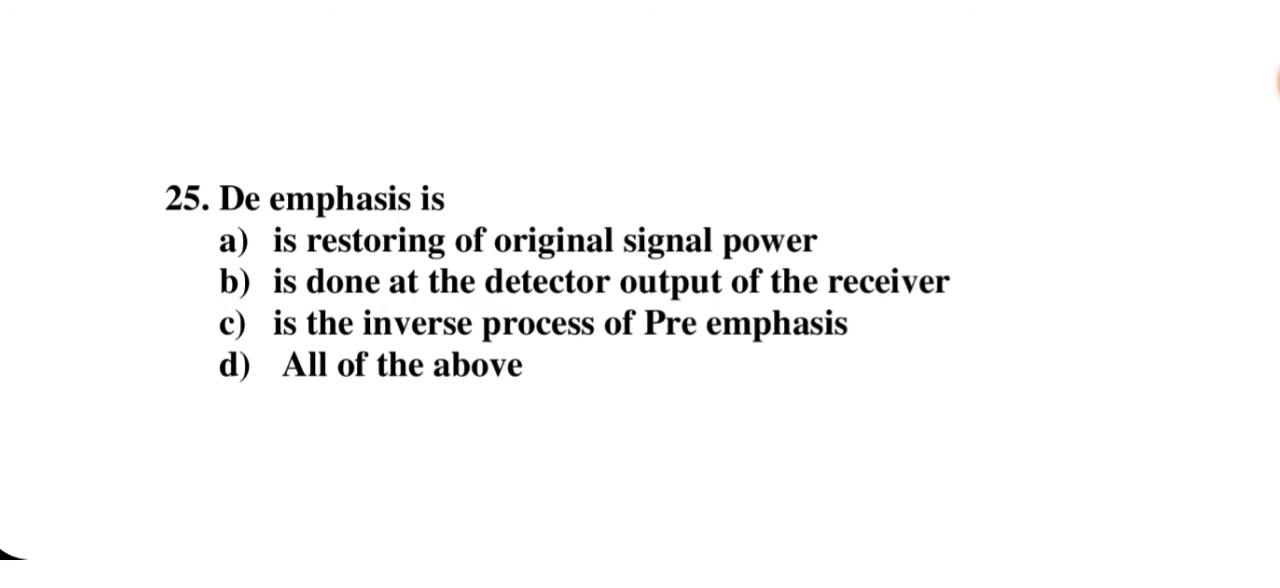 25. De emphasis is
a) is restoring of original signal power
b) is done at the detector output of the receiver
c) is the inverse process of Pre emphasis
d) All of the above